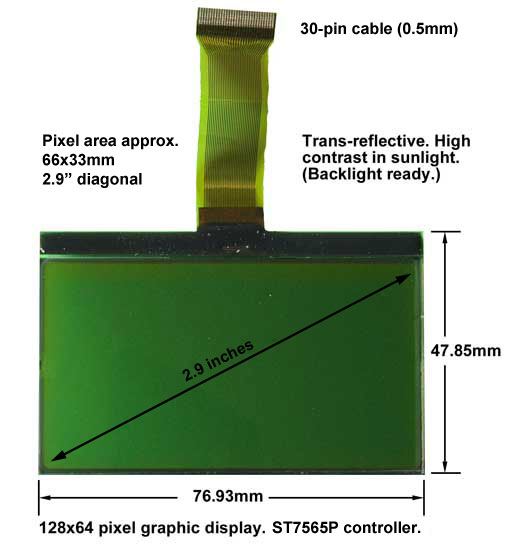 30-pin cable (0.5mm)
Pixel area approx.
66x33mm
2.9” diagonal
Trans-reflective. High
contrast in sunlight.
(Backlight ready.)
2.9 inches
47.85mm
76.93mm
128x64 pixel graphic display. ST7565P controller.